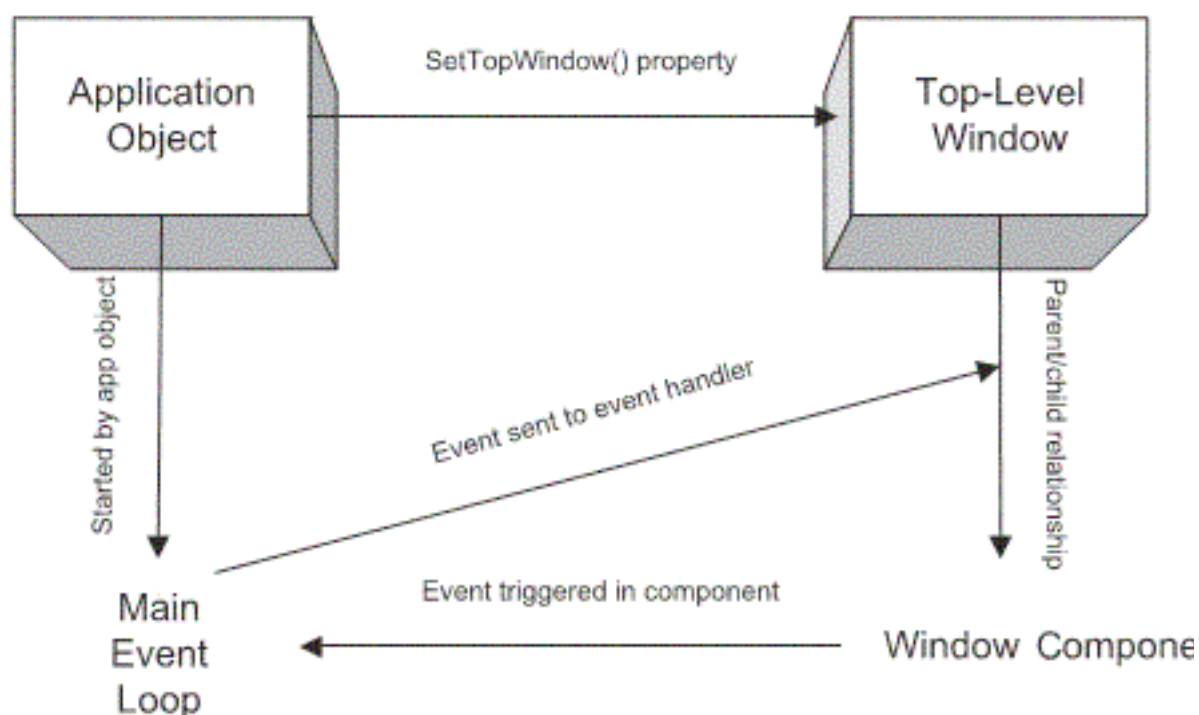 SetTopWindow() property
Application
Object
Top-Level
Window
Started by app object
Parent/child relationship
Event sent to event handler
Event triggered in component
Main
Event
Loop
Window Compone